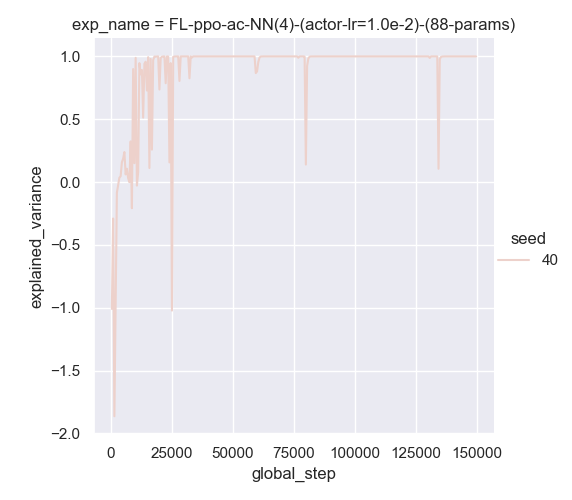 exp_name = FL-ppo-ac-NN(4)-(actor-lr=1.0e-2)-(88-params)
1.0
0.5
0.0
−0.5
−1.0
−1.5
−2.0
explained_variance
0 25000 50000 75000 100000 125000 150000
global_step
seed
40